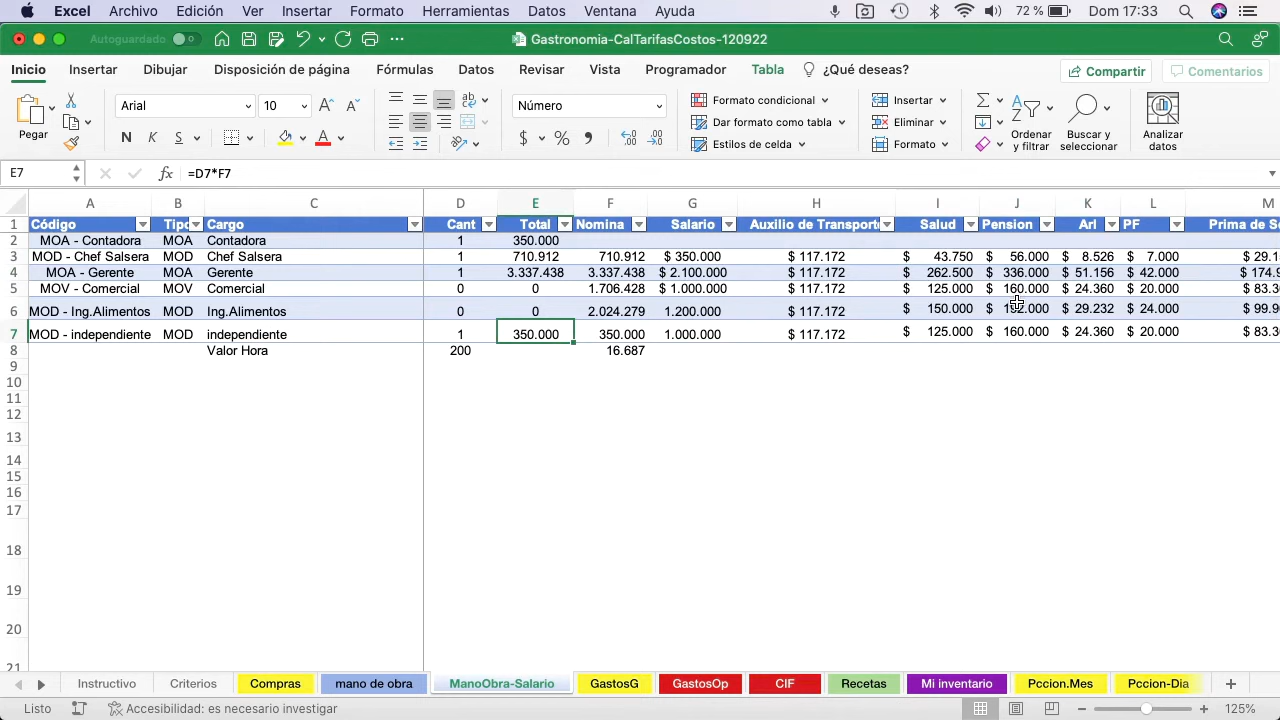 Excel Archivo Edición Ver Insertar Formato Herramientas Datos Ventana Ayuda 72 % Dom 17:33
Autoguardado Gastronomia-CalTarifasCostos-120922
Inicio Insertar Dibujar Disposición de página Fórmulas Datos Revisar Vista Programador Tabla ¿Qué deseas? Compartir Comentarios
Pegar Arial 10 Número Formato condicional Insertar
N K S Dar formato como tabla Eliminar
Estilos de celda Formato
Ordenar y filtrar Buscar y seleccionar Analizar datos
E7 fx =D7*F7
A B C D E F G H I J K L M
1 Código Tipo Cargo Cant Total Nomina Salario Auxilio de Transport Salud Pension Arl PF Prima de Se
2 MOA - Contadora MOA Contadora 1 350.000
3 MOD - Chef Salsera MOD Chef Salsera 1 710.912 710.912 $ 350.000 $ 117.172 $ 43.750 $ 56.000 $ 8.526 $ 7.000 $ 29.1
4 MOA - Gerente MOA Gerente 1 3.337.438 3.337.438 $ 2.100.000 $ 117.172 $ 262.500 $ 336.000 $ 51.156 $ 42.000 $ 174.
5 MOV - Comercial MOV Comercial 0 0 1.706.428 $ 1.000.000 $ 117.172 $ 125.000 $ 160.000 $ 24.360 $ 20.000 $ 83.3
6 MOD - Ing.Alimentos MOD Ing.Alimentos 0 0 2.024.279 1.200.000 $ 117.172 $ 150.000 $ 192.000 $ 29.232 $ 24.000 $ 99.9
7 MOD - independiente MOD independiente 1 350.000 350.000 1.000.000 $ 117.172 $ 125.000 $ 160.000 $ 24.360 $ 20.000 $ 83.3
8 Valor Hora 200 16.687
9
10
11
12
13
14
15
16
17
18
19
20
21
Instructivo Criterios Compras mano de obra ManoObra-Salario GastosG GastosOp CIF Recetas Mi inventario Pccion.Mes Pccion-Dia
Listo Accesibilidad: es necesario investigar 125%